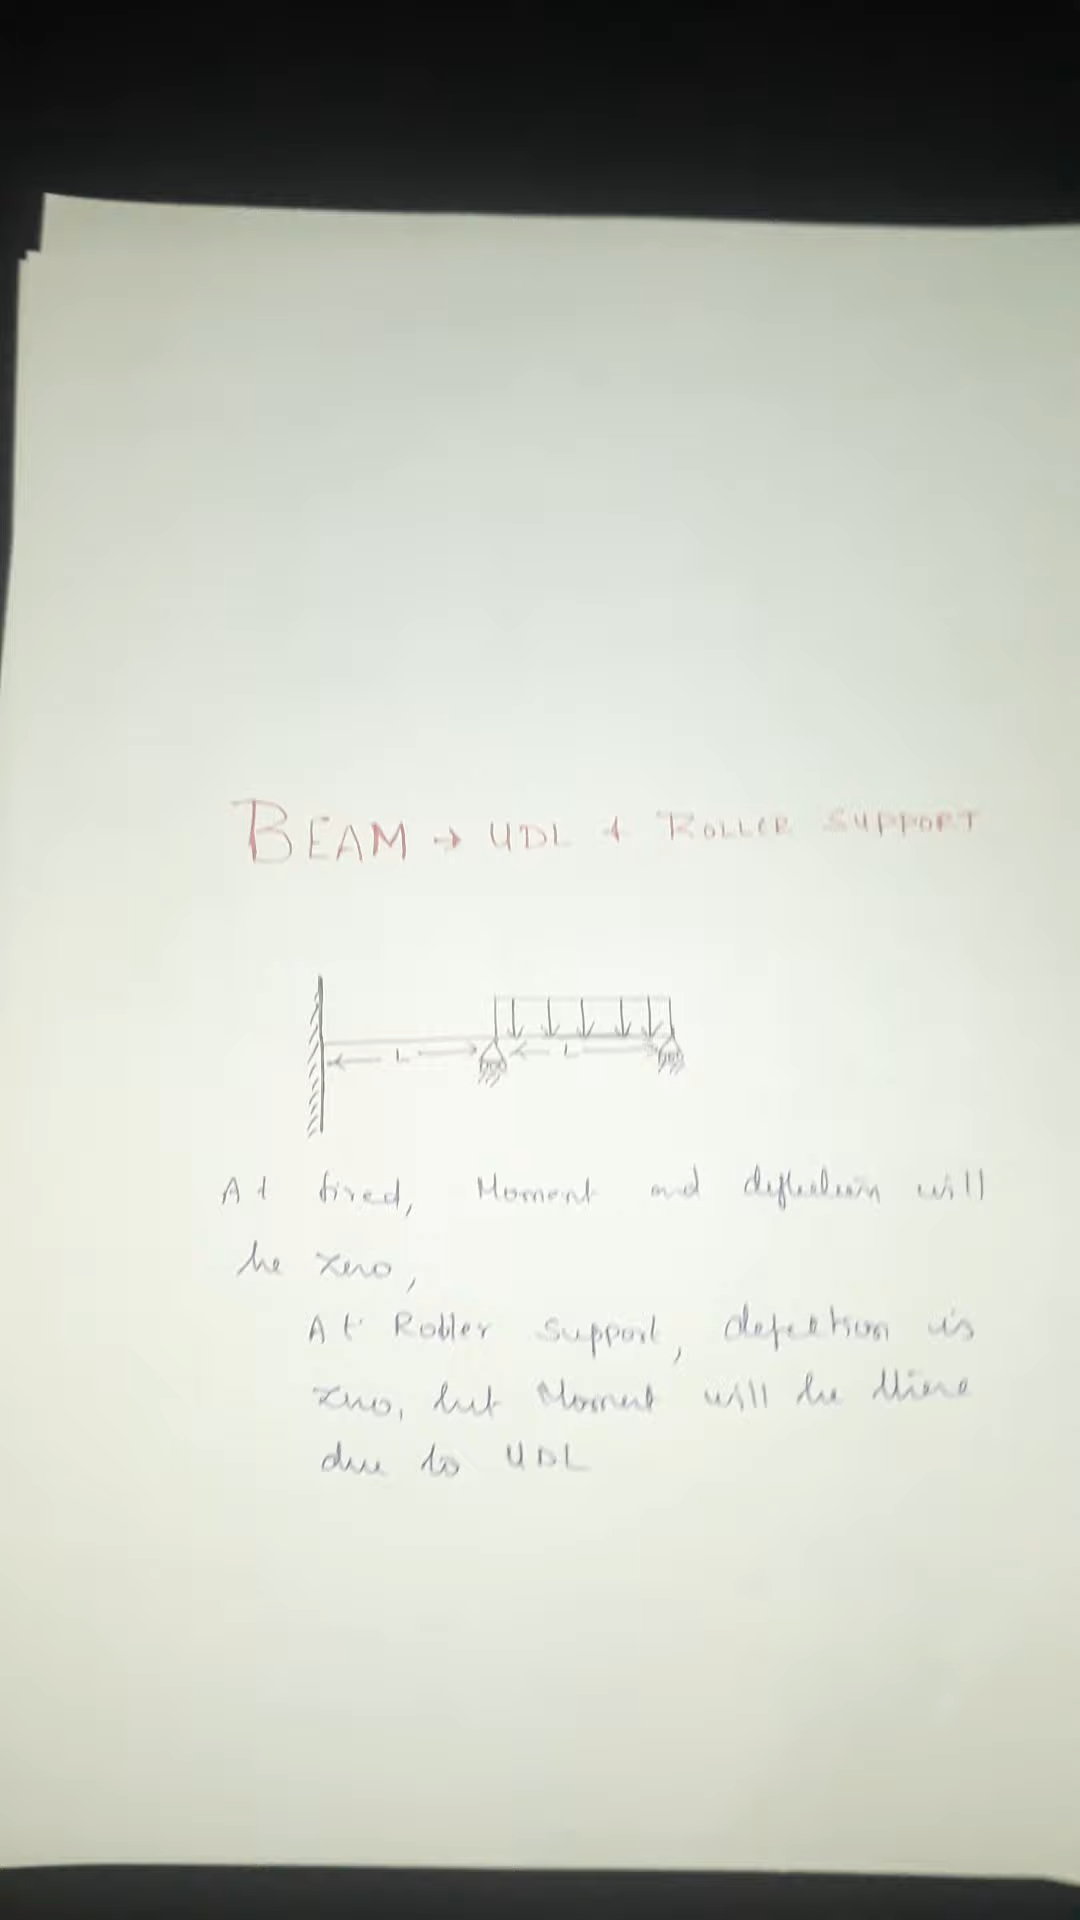 BEAM → UDL + ROLLER SUPPORT
L L
At fixed, Moment and deflection will
be zero,
At Roller support, deflection is
zero, but Moment will be there
due to UDL